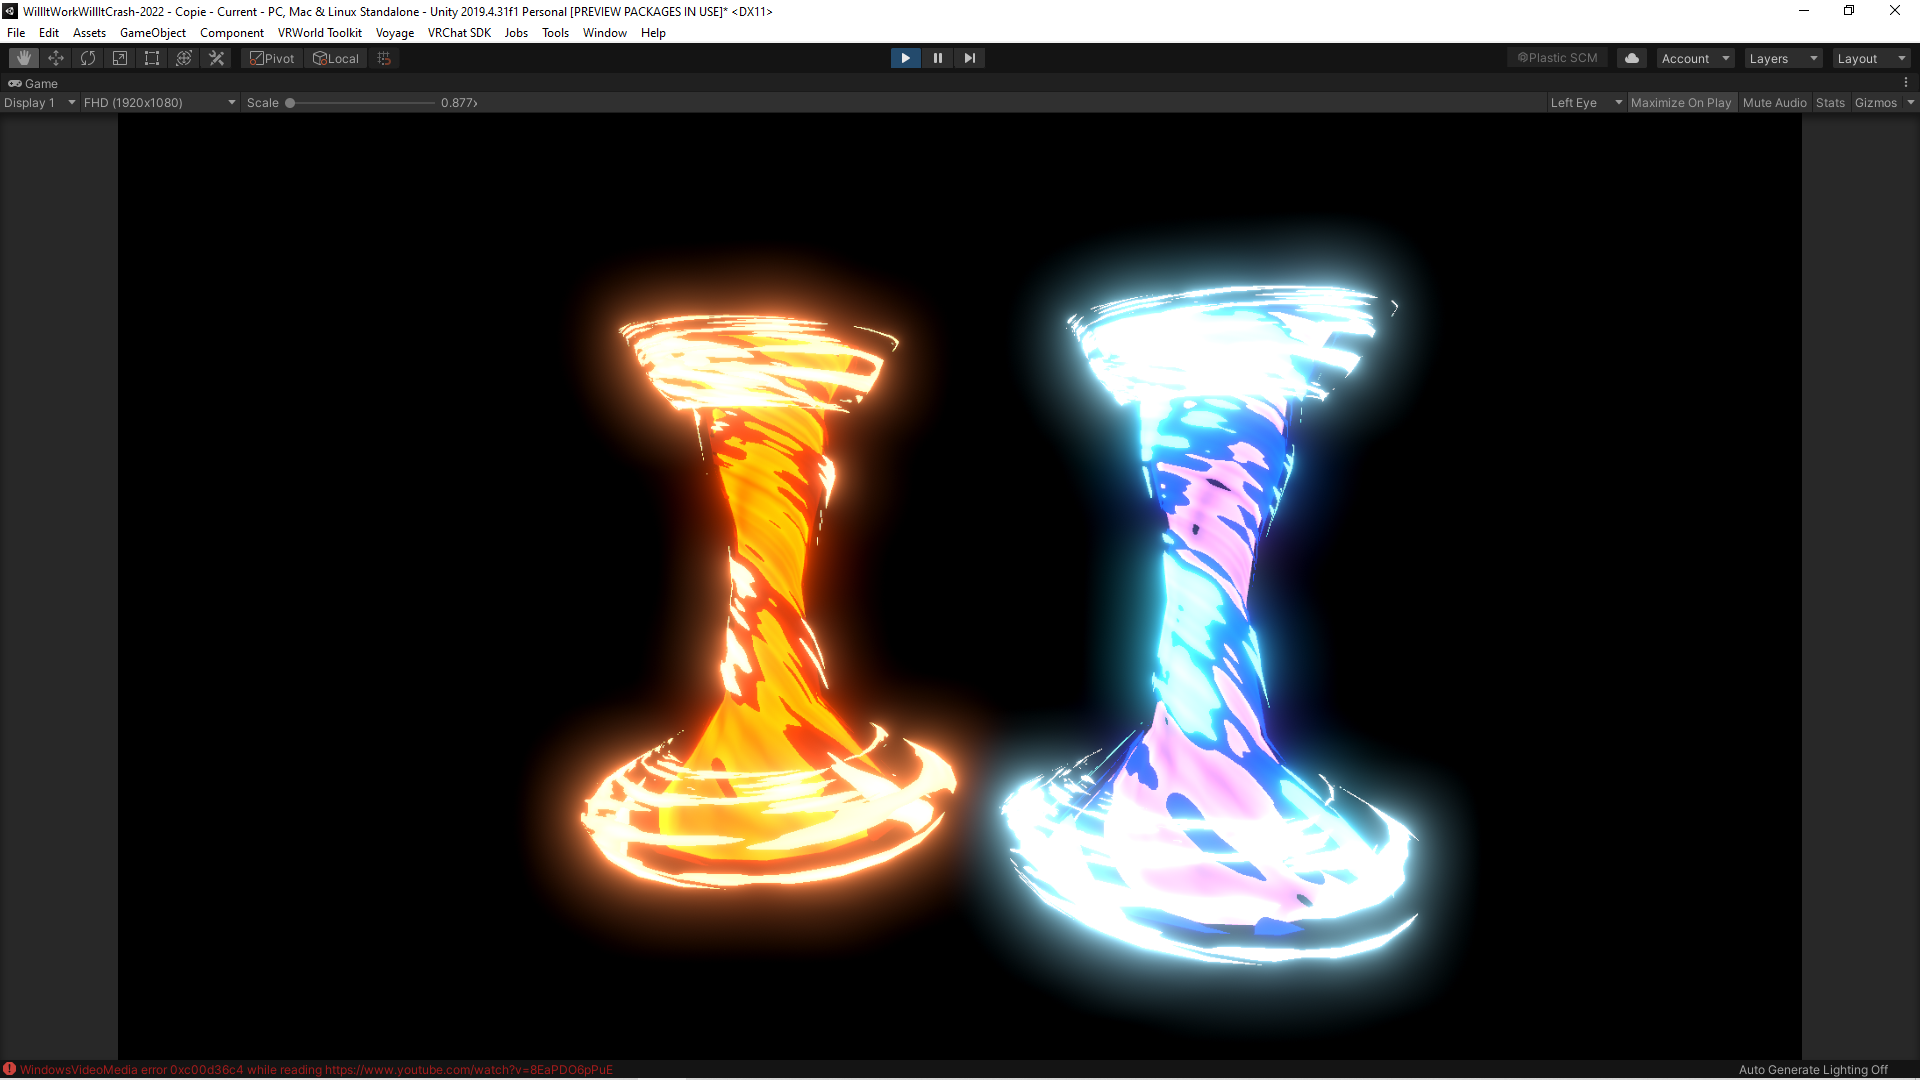 WillItWorkWillItCrash-2022 - Copie - Current - PC, Mac & Linux Standalone - Unity 2019.4.31f1 Personal [PREVIEW PACKAGES IN USE]* <DX11>
File Edit Assets GameObject Component VRWorld Toolkit Voyage VRChat SDK Jobs Tools Window Help
Pivot Local Plastic SCM Account Layers Layout
Game
Display 1 FHD (1920x1080) Scale 0.877x Left Eye Maximize On Play Mute Audio Stats Gizmos
WindowsVideoMedia error 0xc00d36c4 while reading https://www.youtube.com/watch?v=8EaPDO6pPuE Auto Generate Lighting Off